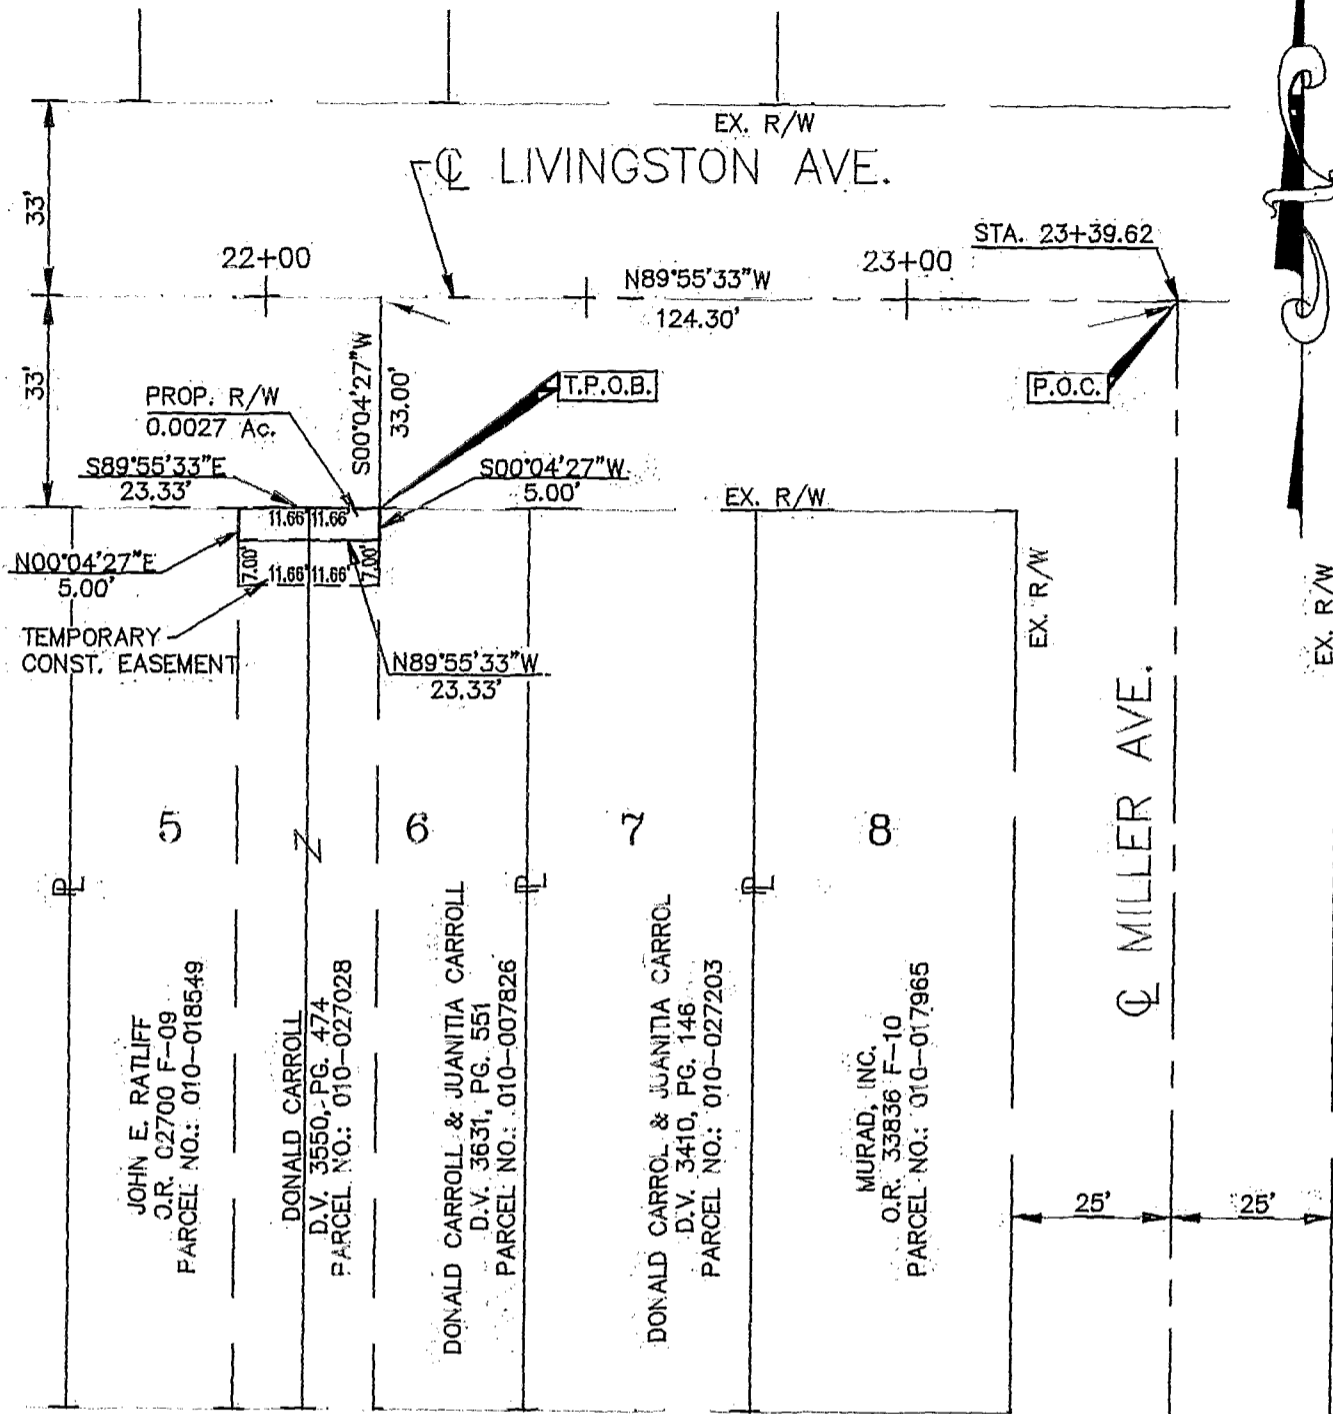 EX. R/W
℄ LIVINGSTON AVE.
33'
22+00
N89°55'33"W
124.30'
23+00
STA. 23+39.62
33'
S00°04'27"W
33.00'
T.P.O.B.
P.O.C.
PROP. R/W
0.0027 Ac.
S89°55'33"E
23.33'
S00°04'27"W
5.00'
EX. R/W
11.66' 11.66'
N00°04'27"E
5.00'
7.00'
11.66' 11.66'
7.00'
EX. R/W
EX. R/W
TEMPORARY
CONST. EASEMENT
N89°55'33"W
23.33'
5
Z
6
7
8
℄ MILLER AVE.
PL
PL
PL
JOHN E. RATLIFF
O.R. 02700 F-09
PARCEL NO.: 010-018549
DONALD CARROLL
D.V. 3550, PG. 474
PARCEL NO.: 010-027028
DONALD CARROLL & JUANITIA CARROLL
D.V. 3631, PG. 551
PARCEL NO.: 010-007826
DONALD CARROL & JUANITIA CARROL
D.V. 3410, PG. 146
PARCEL NO.: 010-027203
MURAD, INC.
O.R. 33836 F-10
PARCEL NO.: 010-017965
25'
25'